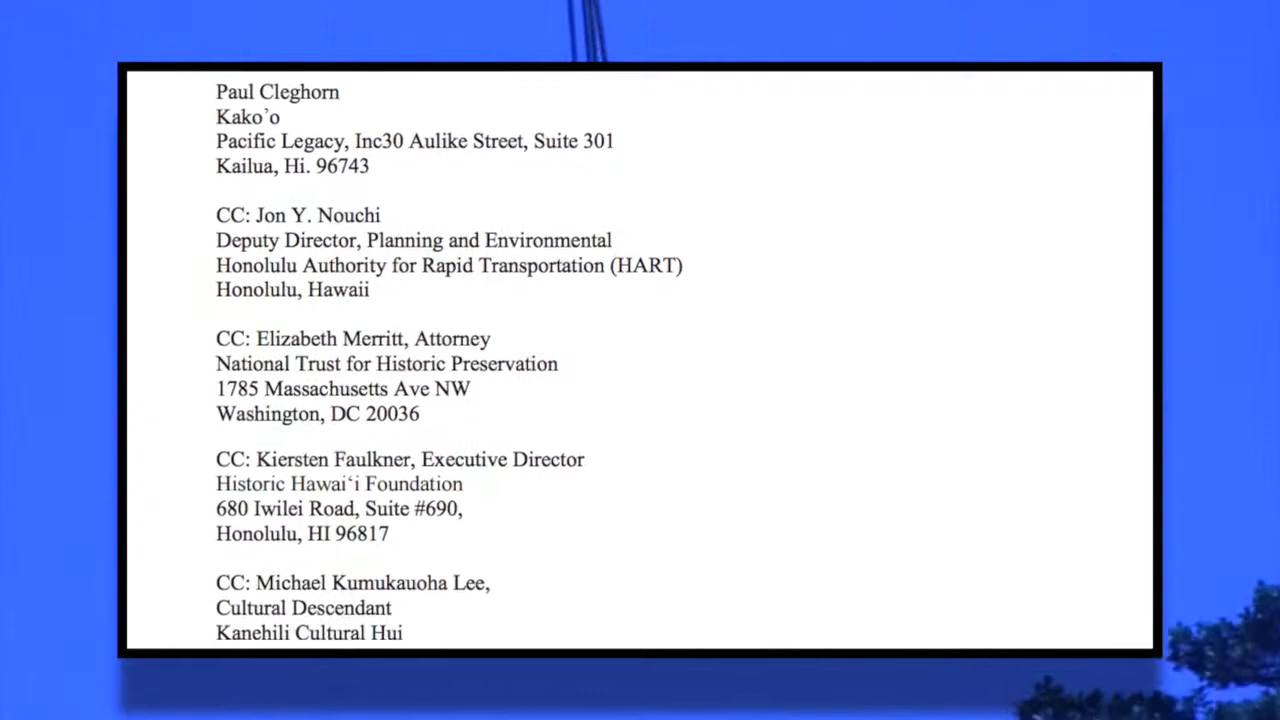 Paul Cleghorn
Kako’o
Pacific Legacy, Inc30 Aulike Street, Suite 301
Kailua, Hi. 96743
CC: Jon Y. Nouchi
Deputy Director, Planning and Environmental
Honolulu Authority for Rapid Transportation (HART)
Honolulu, Hawaii
CC: Elizabeth Merritt, Attorney
National Trust for Historic Preservation
1785 Massachusetts Ave NW
Washington, DC 20036
CC: Kiersten Faulkner, Executive Director
Historic Hawai‘i Foundation
680 Iwilei Road, Suite #690,
Honolulu, HI 96817
CC: Michael Kumukauoha Lee,
Cultural Descendant
Kanehili Cultural Hui